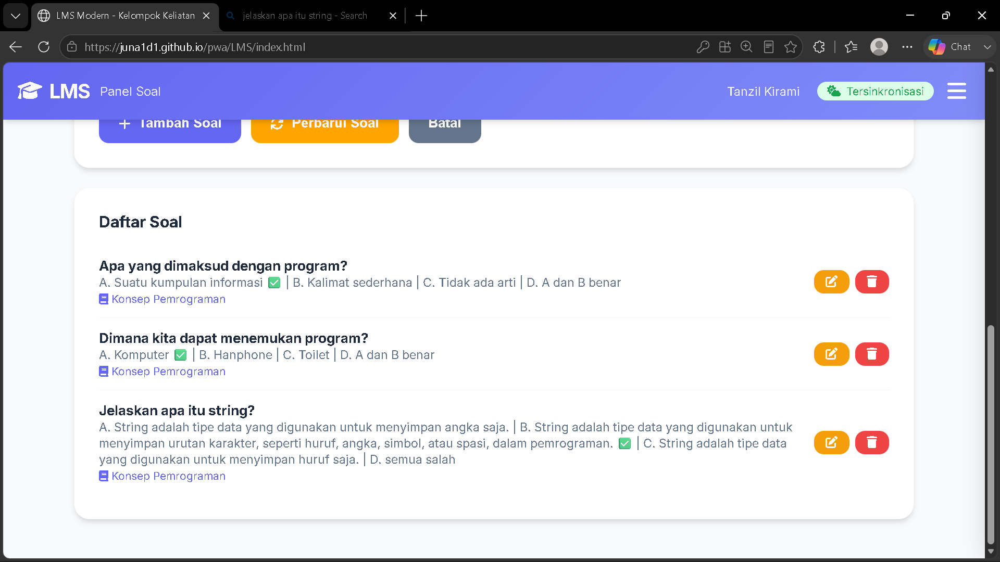 LMS Modern - Kelompok Keliatan
jelaskan apa itu string - Search
https://juna1d1.github.io/pwa/LMS/index.html
Chat
LMS Panel Soal
Tanzil Kirami
Tersinkronisasi
Tambah Soal
Perbarui Soal
Batal
Daftar Soal
Apa yang dimaksud dengan program?
A. Suatu kumpulan informasi ✅ | B. Kalimat sederhana | C. Tidak ada arti | D. A dan B benar
Konsep Pemrograman
Dimana kita dapat menemukan program?
A. Komputer ✅ | B. Hanphone | C. Toilet | D. A dan B benar
Konsep Pemrograman
Jelaskan apa itu string?
A. String adalah tipe data yang digunakan untuk menyimpan angka saja. | B. String adalah tipe data yang digunakan untuk
menyimpan urutan karakter, seperti huruf, angka, simbol, atau spasi, dalam pemrograman. ✅ | C. String adalah tipe data
yang digunakan untuk menyimpan huruf saja. | D. semua salah
Konsep Pemrograman